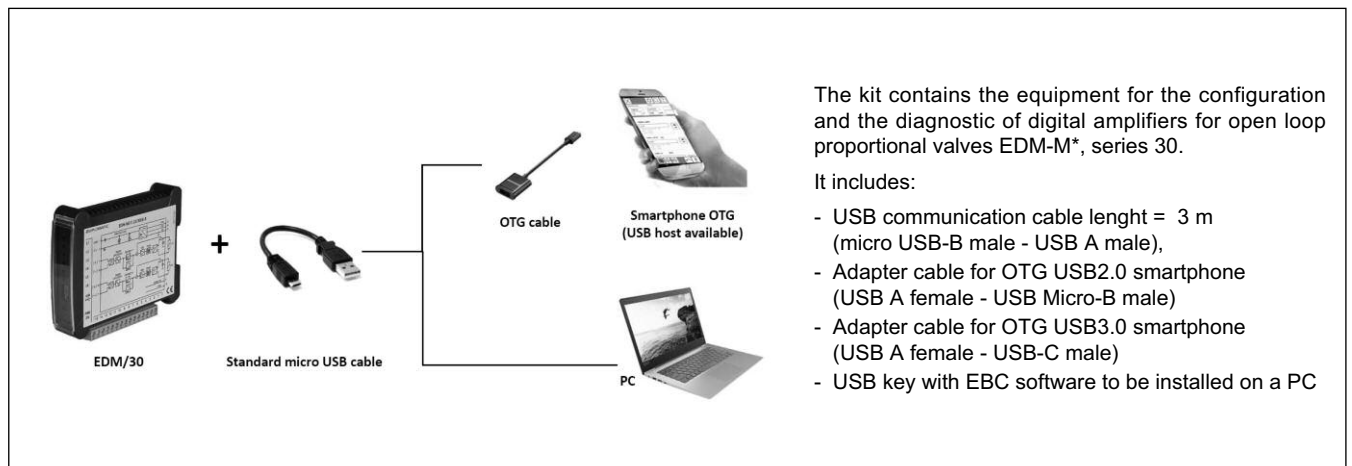 The kit contains the equipment for the configuration
and the diagnostic of digital amplifiers for open loop
proportional valves EDM-M*, series 30.
It includes:
- USB communication cable lenght = 3 m
(micro USB-B male - USB A male),
- Adapter cable for OTG USB2.0 smartphone
(USB A female - USB Micro-B male)
- Adapter cable for OTG USB3.0 smartphone
(USB A female - USB-C male)
- USB key with EBC software to be installed on a PC
OTG cable
Smartphone OTG
(USB host available)
+
EDM/30
Standard micro USB cable
PC